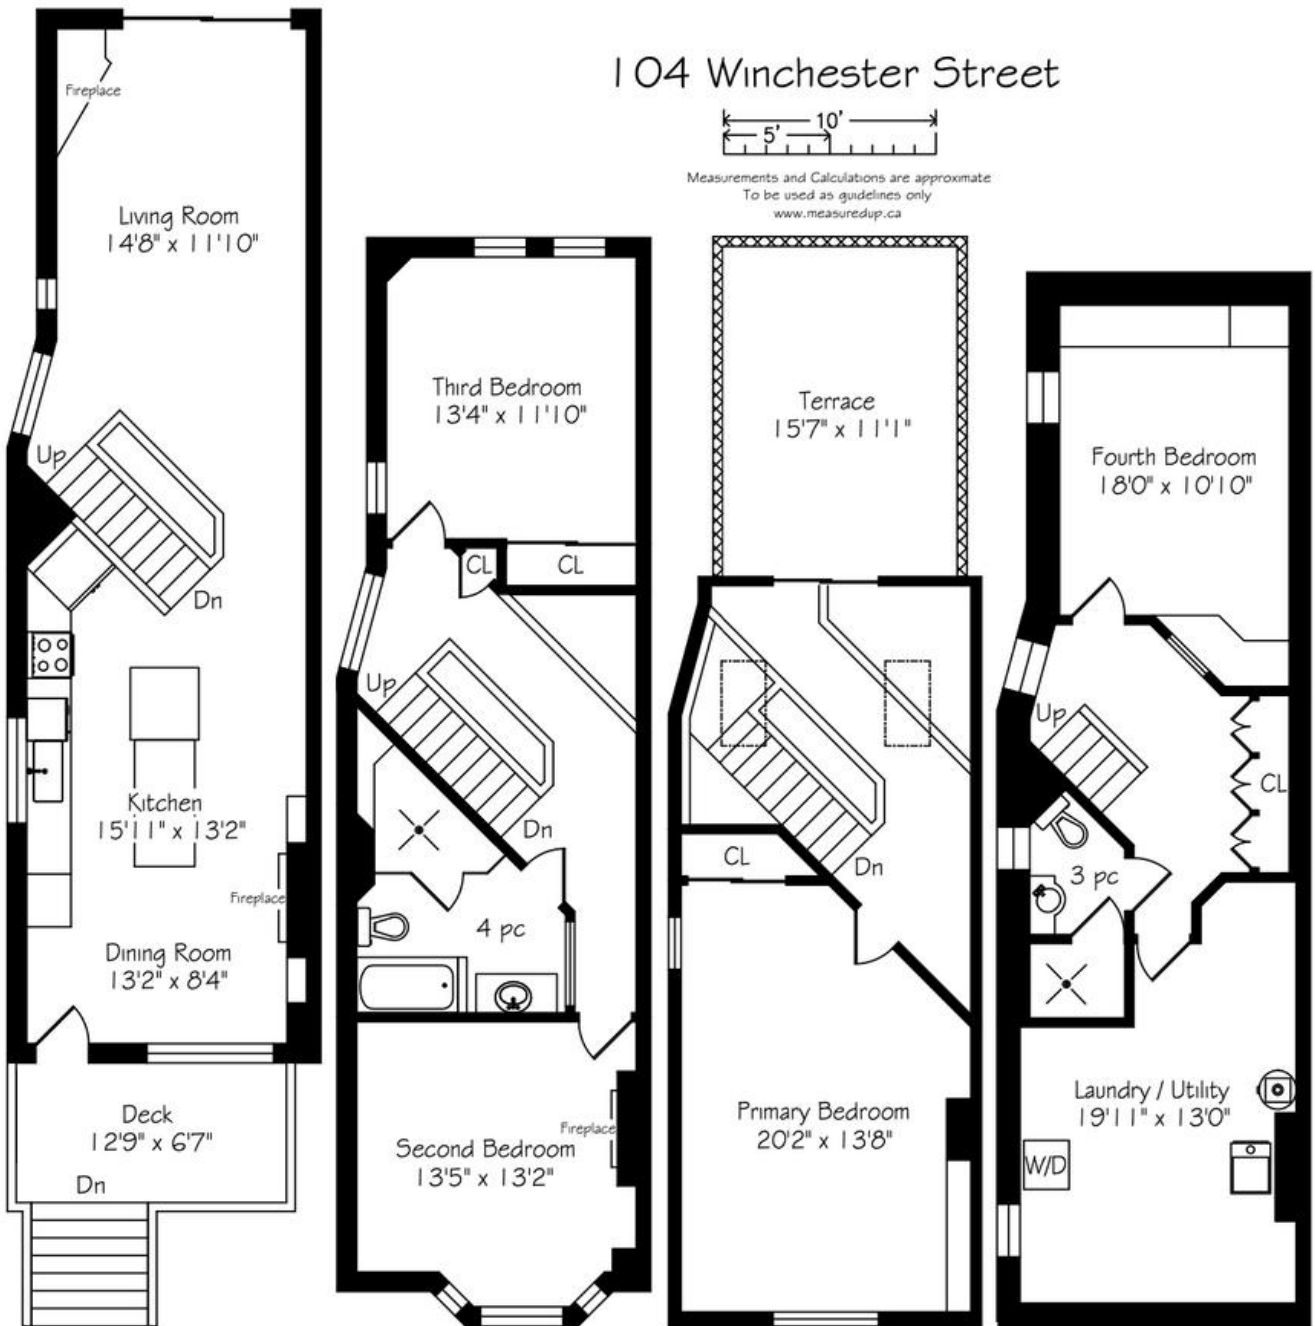 104 Winchester Street
10'
5'
Measurements and Calculations are approximate
To be used as guidelines only
www.measuredup.ca
Fireplace
Living Room
14'8" x 11'10"
Up
Dn
Kitchen
15'11" x 13'2"
Fireplace
Dining Room
13'2" x 8'4"
Deck
12'9" x 6'7"
Dn
Third Bedroom
13'4" x 11'10"
CL
CL
Up
Dn
4 pc
Fireplace
Second Bedroom
13'5" x 13'2"
Terrace
15'7" x 11'1"
CL
Dn
Primary Bedroom
20'2" x 13'8"
Fourth Bedroom
18'0" x 10'10"
Up
CL
3 pc
Laundry / Utility
19'11" x 13'0"
W/D